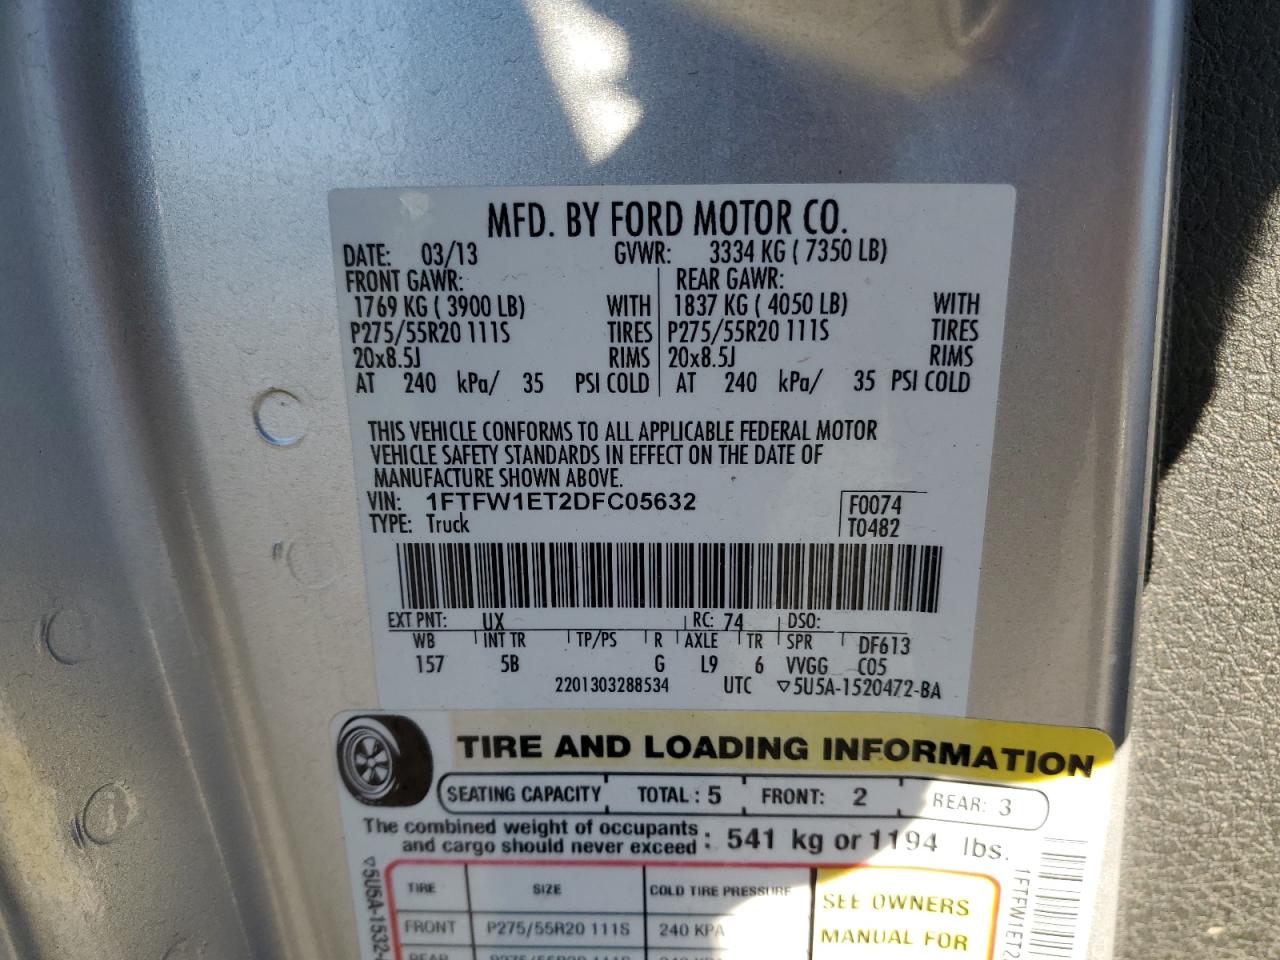 MFD. BY FORD MOTOR CO.
DATE: 03/13 GVWR: 3334 KG ( 7350 LB)
FRONT GAWR: REAR GAWR:
1769 KG ( 3900 LB) WITH 1837 KG ( 4050 LB) WITH
P275/55R20 111S TIRES P275/55R20 111S TIRES
20x8.5J RIMS 20x8.5J RIMS
AT 240 kPa/ 35 PSI COLD AT 240 kPa/ 35 PSI COLD
THIS VEHICLE CONFORMS TO ALL APPLICABLE FEDERAL MOTOR
VEHICLE SAFETY STANDARDS IN EFFECT ON THE DATE OF
MANUFACTURE SHOWN ABOVE.
VIN: 1FTFW1ET2DFC05632 F0074
TYPE: Truck T0482
EXT PNT: UX RC: 74 DSO:
WB INT TR TP/PS R AXLE TR SPR DF613
157 5B G L9 6 VVGG C05
2201303288534 UTC ▽5U5A-1520472-BA
TIRE AND LOADING INFORMATION
SEATING CAPACITY TOTAL : 5 FRONT: 2 REAR: 3
The combined weight of occupants
and cargo should never exceed : 541 kg or 1194 lbs.
TIRE SIZE COLD TIRE PRESSURE SEE OWNERS
FRONT P275/55R20 111S 240 KPA MANUAL FOR
▽5U5A-1532-
1FTFW1ET2